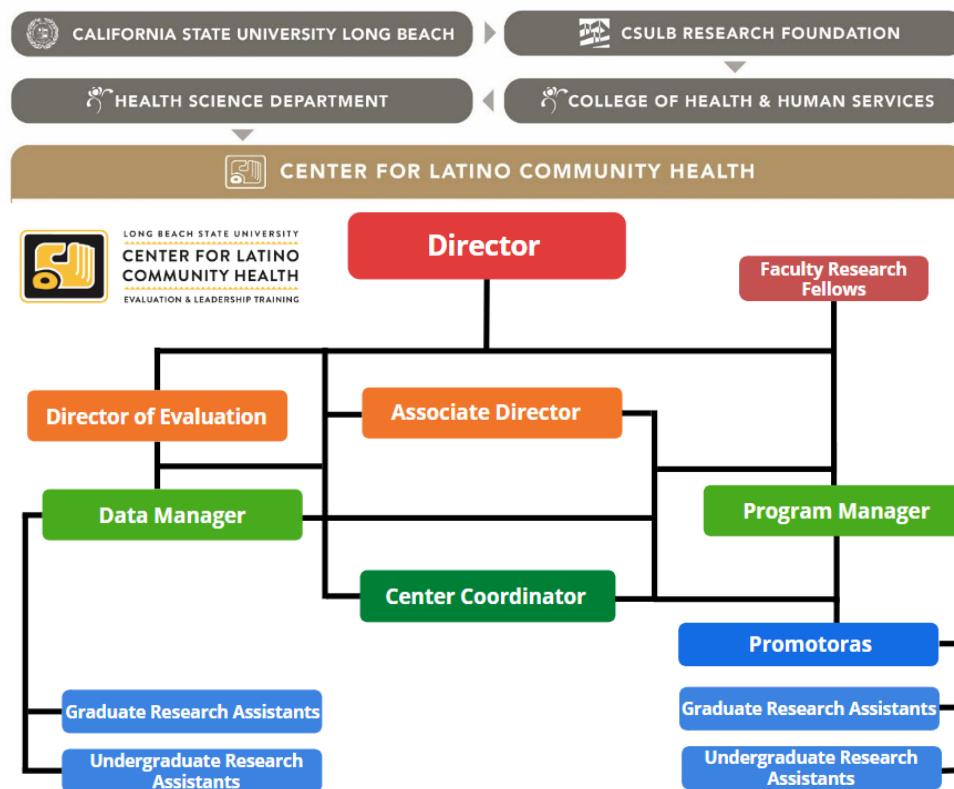 CALIFORNIA STATE UNIVERSITY LONG BEACH
CSULB RESEARCH FOUNDATION
HEALTH SCIENCE DEPARTMENT
COLLEGE OF HEALTH & HUMAN SERVICES
CENTER FOR LATINO COMMUNITY HEALTH
LONG BEACH STATE UNIVERSITY
CENTER FOR LATINO
COMMUNITY HEALTH
EVALUATION & LEADERSHIP TRAINING
Director
Faculty Research
Fellows
Director of Evaluation
Associate Director
Data Manager
Program Manager
Center Coordinator
Promotoras
Graduate Research Assistants
Graduate Research Assistants
Undergraduate Research
Assistants
Undergraduate Research
Assistants